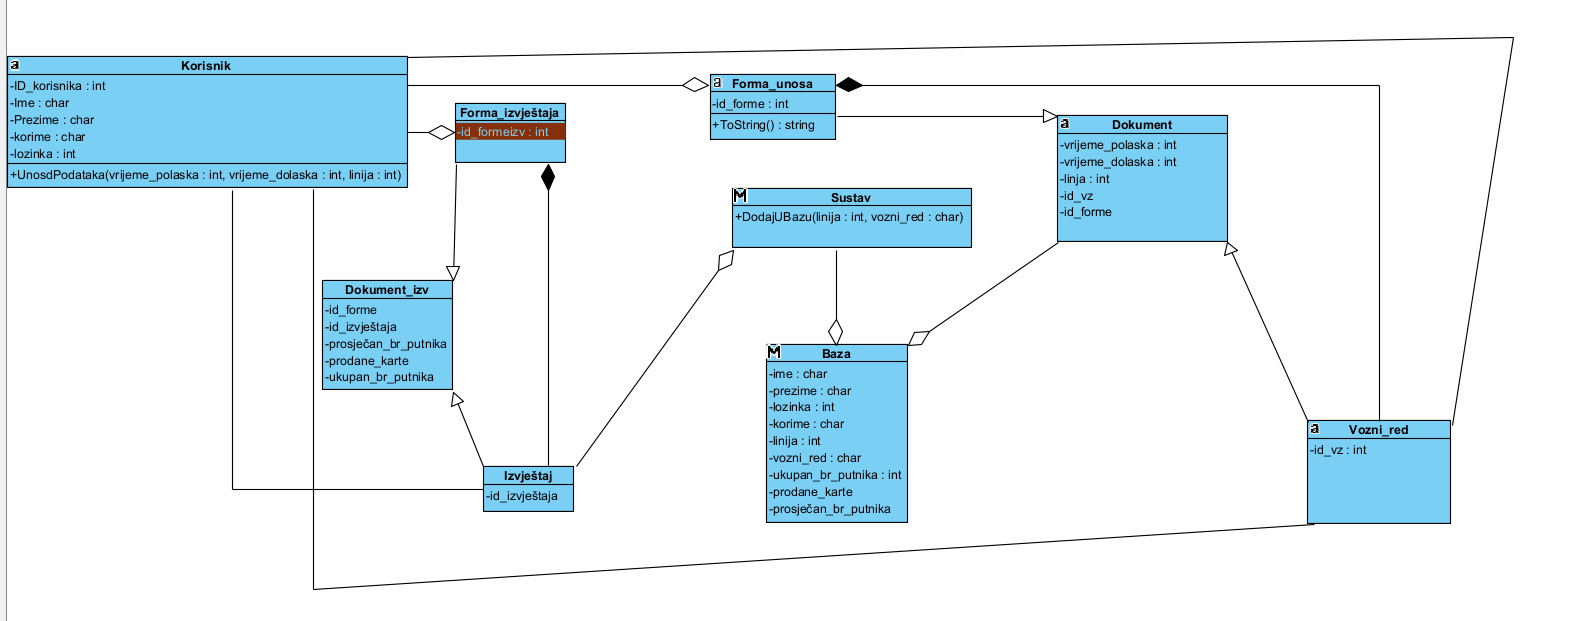 a
Korisnik
-ID_korisnika : int
-Ime : char
-Prezime : char
-korime : char
-lozinka : int
+UnosdPodataka(vrijeme_polaska : int, vrijeme_dolaska : int, linija : int)
Forma_izvještaja
-id_formeizv : int
a
Forma_unosa
-id_forme : int
+ToString() : string
a
Dokument
-vrijeme_polaska : int
-vrijeme_dolaska : int
-linja : int
-id_vz
-id_forme
M
Sustav
+DodajUBazu(linija : int, vozni_red : char)
Dokument_izv
-id_forme
-id_izvještaja
-prosječan_br_putnika
-prodane_karte
-ukupan_br_putnika
M
Baza
-ime : char
-prezime : char
-lozinka : int
-korime : char
-linija : int
-vozni_red : char
-ukupan_br_putnika : int
-prodane_karte
-prosječan_br_putnika
a
Vozni_red
-id_vz : int
Izvještaj
-id_izvještaja